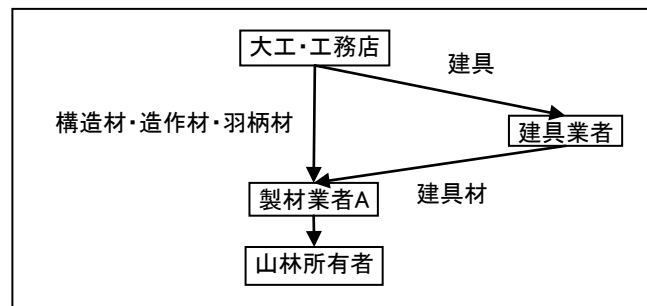 大工・工務店
建具
構造材・造作材・羽柄材
建具業者
製材業者A
建具材
山林所有者